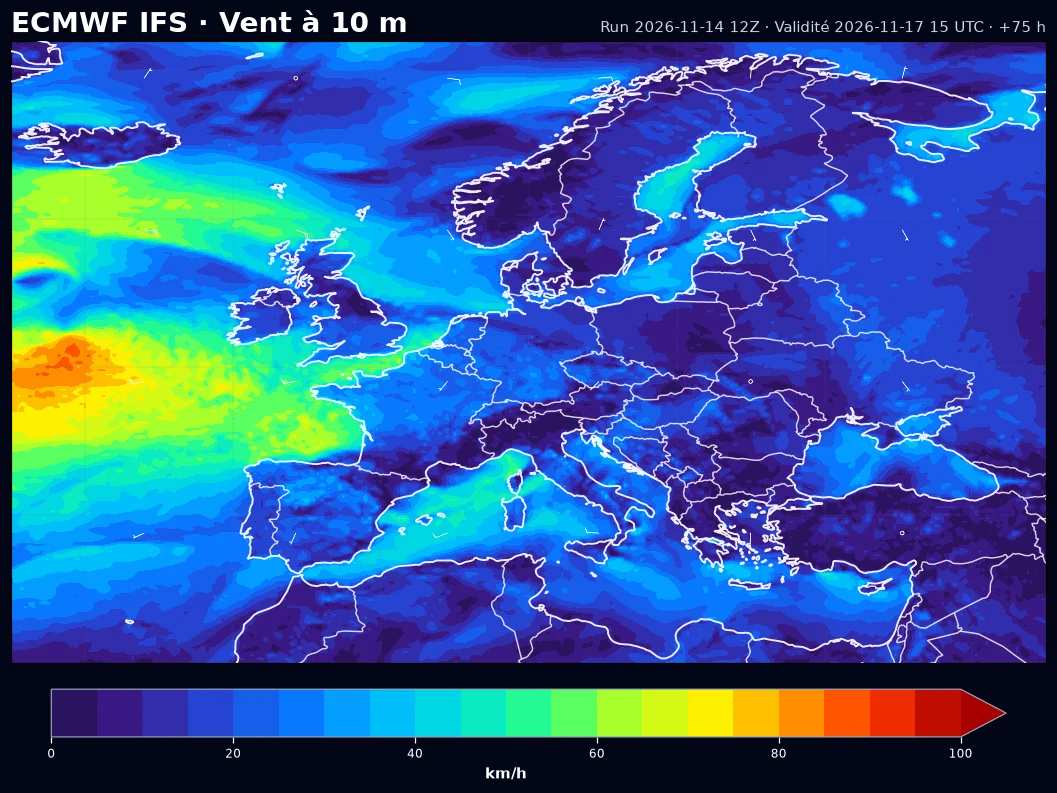 ECMWF IFS · Vent à 10 m
Run 2026-11-14 12Z · Validité 2026-11-17 15 UTC · +75 h
0 20 40 60 80 100
km/h